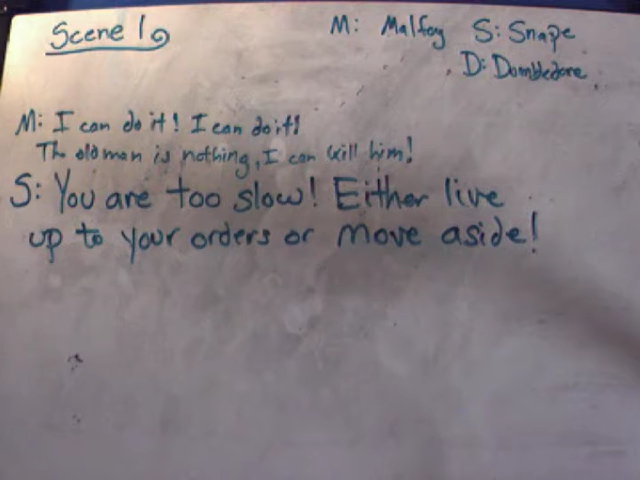 Scene 1
M: Malfoy S: Snape
D: Dombledore
M: I can do it! I can do it!
The old man is nothing, I can kill him!
S: You are too slow! Either live
up to your orders or move aside!